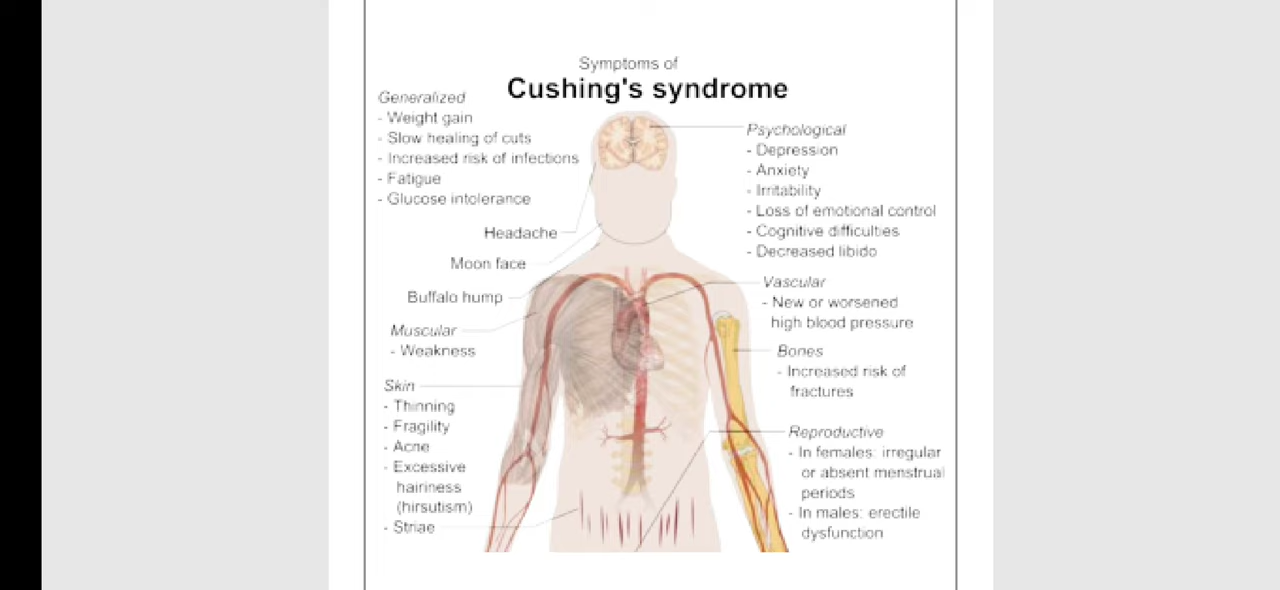 Symptoms of
Cushing's syndrome
Generalized
- Weight gain
- Slow healing of cuts
- Increased risk of infections
- Fatigue
- Glucose intolerance
Headache
Moon face
Buffalo hump
Muscular
- Weakness
Skin
- Thinning
- Fragility
- Acne
- Excessive
hairiness
(hirsutism)
- Striae
Psychological
- Depression
- Anxiety
- Irritability
- Loss of emotional control
- Cognitive difficulties
- Decreased libido
Vascular
- New or worsened
high blood pressure
Bones
- Increased risk of
fractures
Reproductive
- In females: irregular
or absent menstrual
periods
- In males: erectile
dysfunction